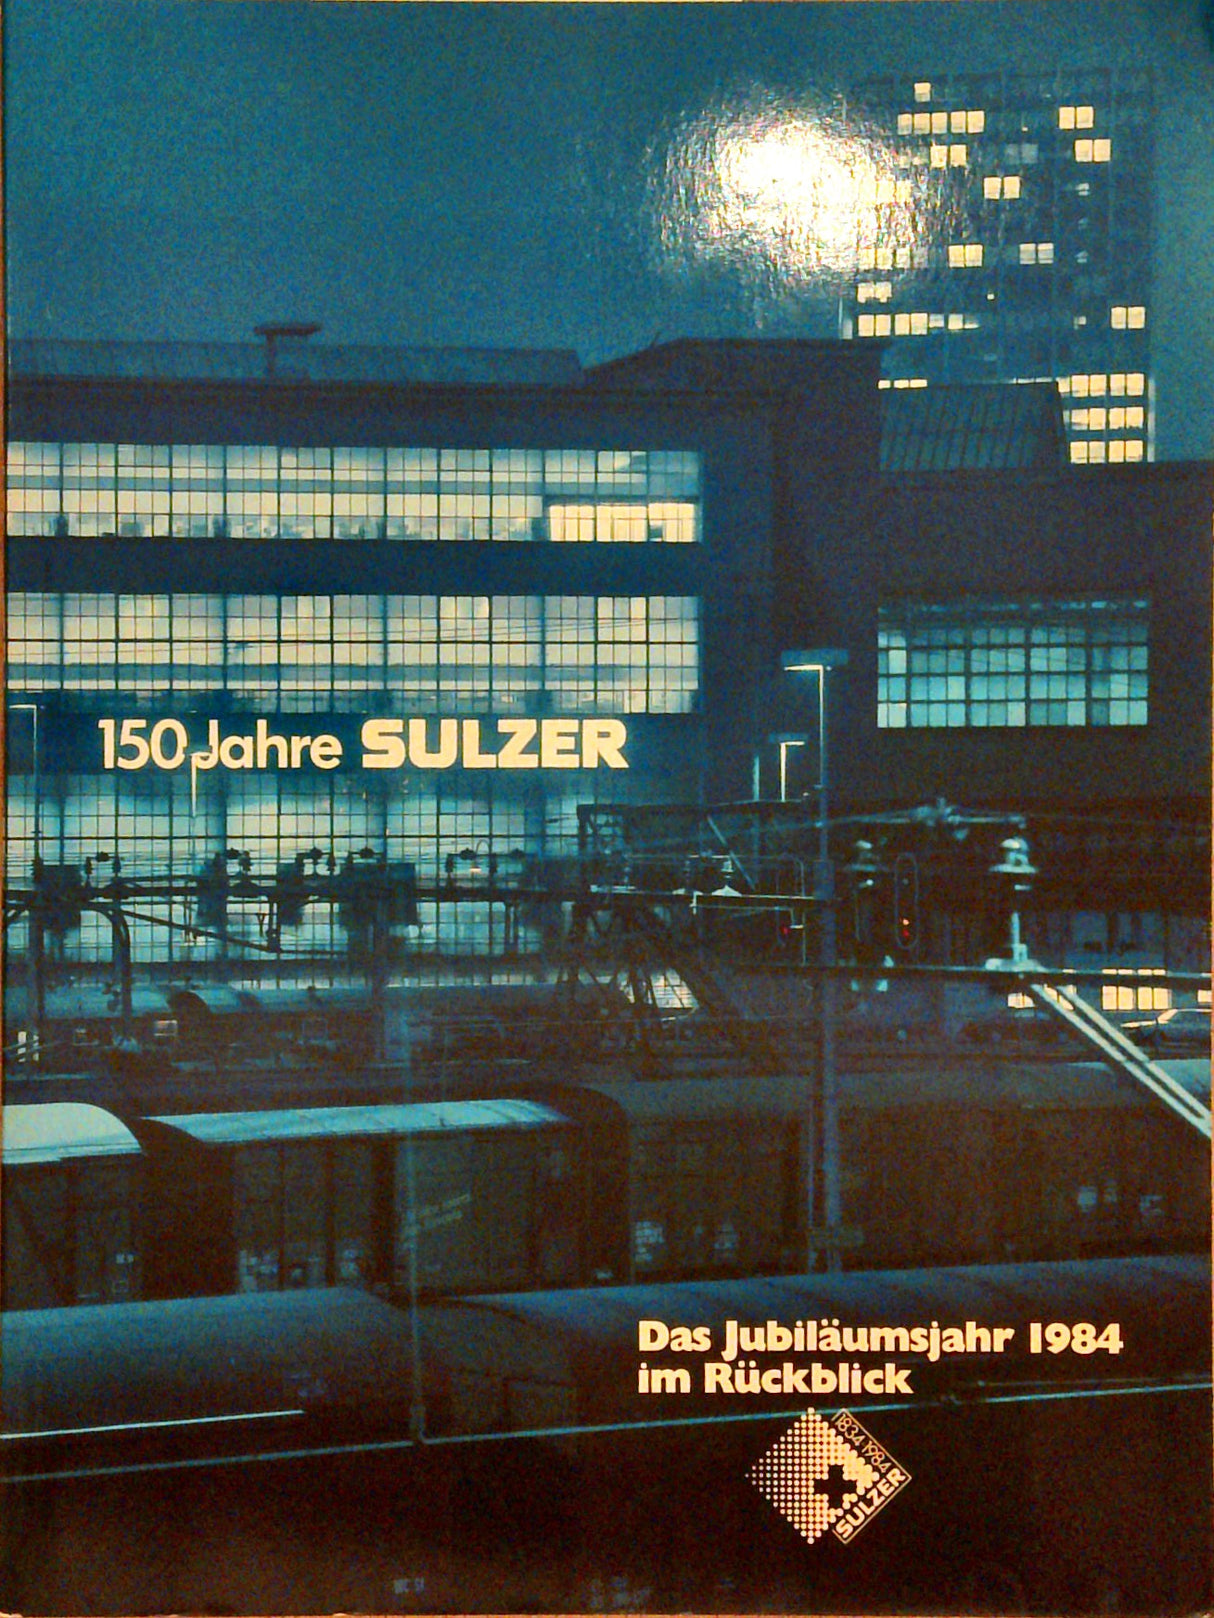 150 Jahre SULZER
Das Jubiläumsjahr 1984
im Rückblick
1834-1984
SULZER